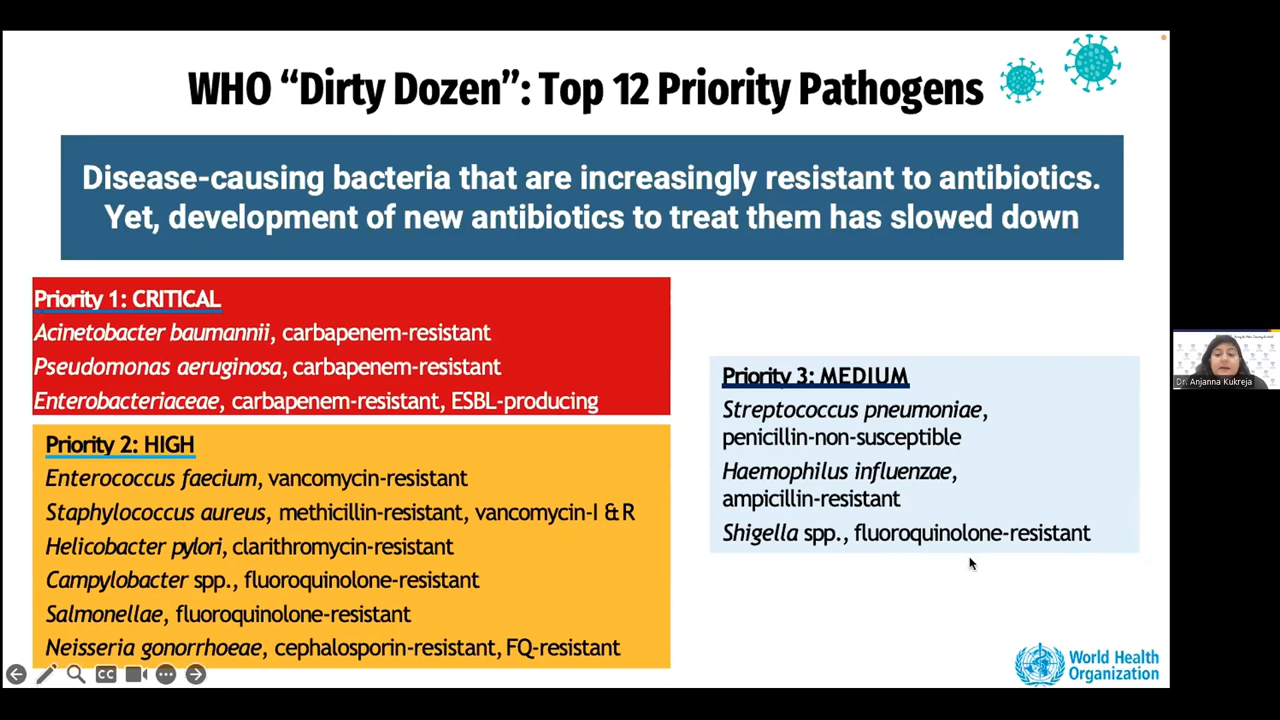 WHO “Dirty Dozen”: Top 12 Priority Pathogens
Disease-causing bacteria that are increasingly resistant to antibiotics.
Yet, development of new antibiotics to treat them has slowed down
Priority 1: CRITICAL
Acinetobacter baumannii, carbapenem-resistant
Pseudomonas aeruginosa, carbapenem-resistant
Enterobacteriaceae, carbapenem-resistant, ESBL-producing
Priority 2: HIGH
Enterococcus faecium, vancomycin-resistant
Staphylococcus aureus, methicillin-resistant, vancomycin-I & R
Helicobacter pylori, clarithromycin-resistant
Campylobacter spp., fluoroquinolone-resistant
Salmonellae, fluoroquinolone-resistant
Neisseria gonorrhoeae, cephalosporin-resistant, FQ-resistant
Priority 3: MEDIUM
Streptococcus pneumoniae,
penicillin-non-susceptible
Haemophilus influenzae,
ampicillin-resistant
Shigella spp., fluoroquinolone-resistant
World Health
Organization
CC
Dr. Anjanna Kukreja